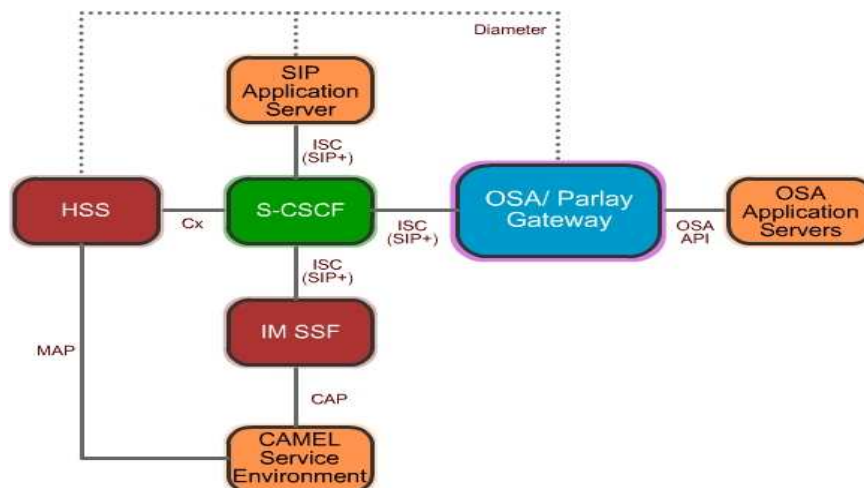 Diameter
SIP
Application
Server
ISC
(SIP+)
HSS
Cx
S-CSCF
ISC
(SIP+)
OSA/ Parlay
Gateway
OSA
API
OSA
Application
Servers
ISC
(SIP+)
IM SSF
MAP
CAP
CAMEL
Service
Environment